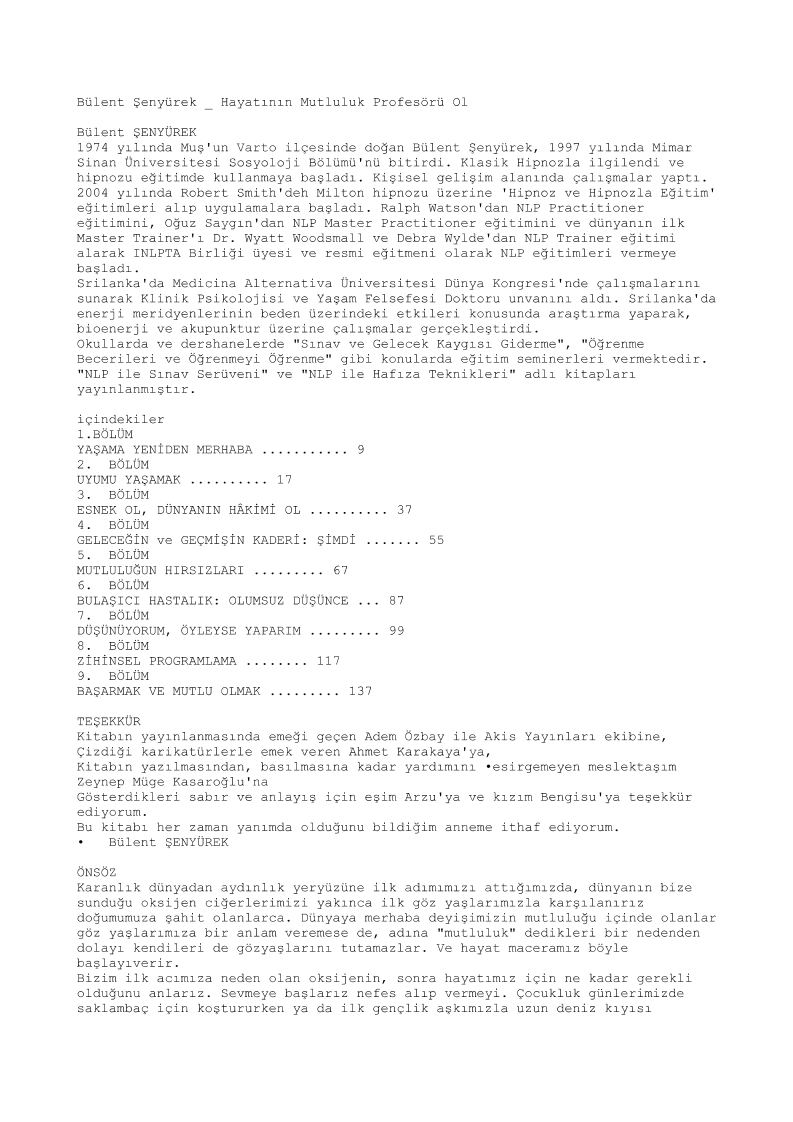 Bülent Şenyürek _ Hayatının Mutluluk Profesörü Ol
Bülent ŞENYÜREK
1974 yılında Muş'un Varto ilçesinde doğan Bülent Şenyürek, 1997 yılında Mimar
Sinan Üniversitesi Sosyoloji Bölümü'nü bitirdi. Klasik Hipnozla ilgilendi ve
hipnozu eğitimde kullanmaya başladı. Kişisel gelişim alanında çalışmalar yaptı.
2004 yılında Robert Smith'deh Milton hipnozu üzerine 'Hipnoz ve Hipnozla Eğitim'
eğitimleri alıp uygulamalara başladı. Ralph Watson'dan NLP Practitioner
eğitimini, Oğuz Saygın'dan NLP Master Practitioner eğitimini ve dünyanın ilk
Master Trainer'ı Dr. Wyatt Woodsmall ve Debra Wylde'dan NLP Trainer eğitimi
alarak INLPTA Birliği üyesi ve resmi eğitmeni olarak NLP eğitimleri vermeye
başladı.
Srilanka'da Medicina Alternativa Üniversitesi Dünya Kongresi'nde çalışmalarını
sunarak Klinik Psikolojisi ve Yaşam Felsefesi Doktoru unvanını aldı. Srilanka'da
enerji meridyenlerinin beden üzerindeki etkileri konusunda araştırma yaparak,
bioenerji ve akupunktur üzerine çalışmalar gerçekleştirdi.
Okullarda ve dershanelerde "Sınav ve Gelecek Kaygısı Giderme", "Öğrenme
Becerileri ve Öğrenmeyi Öğrenme" gibi konularda eğitim seminerleri vermektedir.
"NLP ile Sınav Serüveni" ve "NLP ile Hafıza Teknikleri" adlı kitapları
yayınlanmıştır.
içindekiler
1.BÖLÜM
YAŞAMA YENİDEN MERHABA ........... 9
2.  BÖLÜM
UYUMU YAŞAMAK .......... 17
3.  BÖLÜM
ESNEK OL, DÜNYANIN HÂKİMİ OL .......... 37
4.  BÖLÜM
GELECEĞİN ve GEÇMİŞİN KADERİ: ŞİMDİ ....... 55
5.  BÖLÜM
MUTLULUĞUN HIRSIZLARI ......... 67
6.  BÖLÜM
BULAŞICI HASTALIK: OLUMSUZ DÜŞÜNCE ... 87
7.  BÖLÜM
DÜŞÜNÜYORUM, ÖYLEYSE YAPARIM ......... 99
8.  BÖLÜM
ZİHİNSEL PROGRAMLAMA ........ 117
9.  BÖLÜM
BAŞARMAK VE MUTLU OLMAK ......... 137
TEŞEKKÜR
Kitabın yayınlanmasında emeği geçen Adem Özbay ile Akis Yayınları ekibine,
Çizdiği karikatürlerle emek veren Ahmet Karakaya'ya,
Kitabın yazılmasından, basılmasına kadar yardımını •esirgemeyen meslektaşım
Zeynep Müge Kasaroğlu'na
Gösterdikleri sabır ve anlayış için eşim Arzu'ya ve kızım Bengisu'ya teşekkür
ediyorum.
Bu kitabı her zaman yanımda olduğunu bildiğim anneme ithaf ediyorum.
•   Bülent ŞENYÜREK
ÖNSÖZ
Karanlık dünyadan aydınlık yeryüzüne ilk adımımızı attığımızda, dünyanın bize
sunduğu oksijen ciğerlerimizi yakınca ilk göz yaşlarımızla karşılanırız
doğumumuza şahit olanlarca. Dünyaya merhaba deyişimizin mutluluğu içinde olanlar
göz yaşlarımıza bir anlam veremese de, adına "mutluluk" dedikleri bir nedenden
dolayı kendileri de gözyaşlarını tutamazlar. Ve hayat maceramız böyle
başlayıverir.
Bizim ilk acımıza neden olan oksijenin, sonra hayatımız için ne kadar gerekli
olduğunu anlarız. Sevmeye başlarız nefes alıp vermeyi. Çocukluk günlerimizde
saklambaç için koştururken ya da ilk gençlik aşkımızla uzun deniz kıyısı